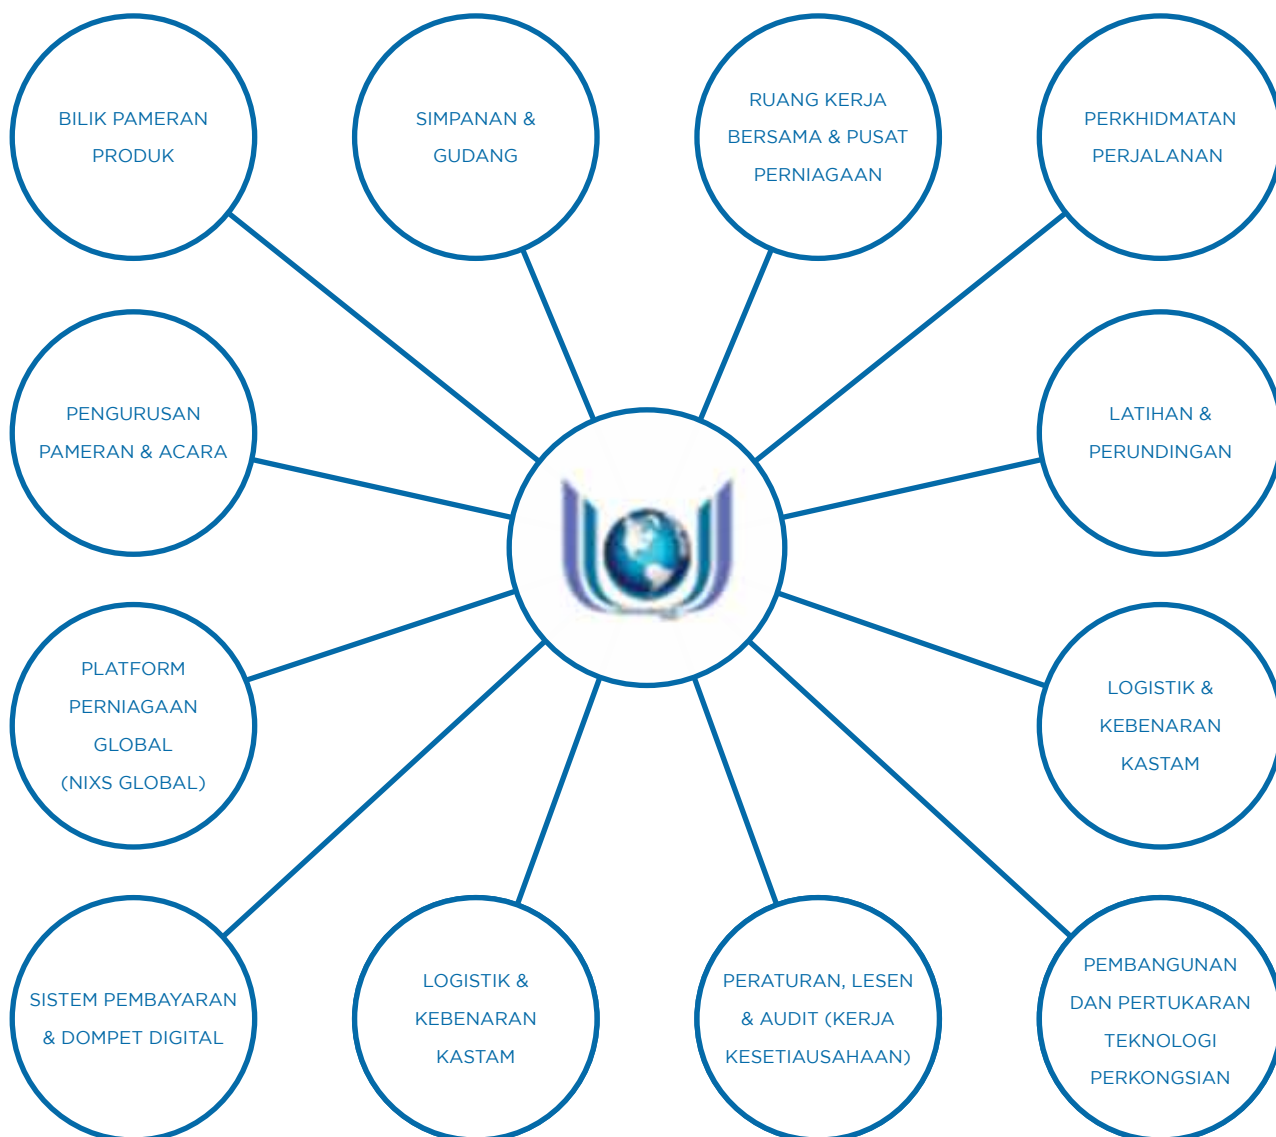 BILIK PAMERAN
PRODUK
SIMPANAN &
GUDANG
RUANG KERJA
BERSAMA & PUSAT
PERNIAGAAN
PERKHIDMATAN
PERJALANAN
PENGURUSAN
PAMERAN & ACARA
LATIHAN &
PERUNDINGAN
PLATFORM
PERNIAGAAN
GLOBAL
(NIXS GLOBAL)
LOGISTIK &
KEBENARAN
KASTAM
SISTEM PEMBAYARAN
& DOMPET DIGITAL
LOGISTIK &
KEBENARAN
KASTAM
PERATURAN, LESEN
& AUDIT (KERJA
KESETIAUSAHAAN)
PEMBANGUNAN
DAN PERTUKARAN
TEKNOLOGI
PERKONGSIAN